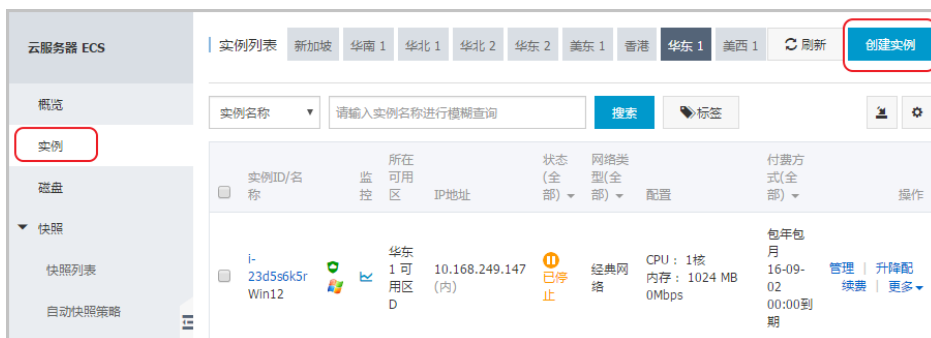 云服务器 ECS
概览
实例
磁盘
快照
快照列表
自动快照策略
实例列表 新加坡 华南 1 华北 1 华北 2 华东 2 美东 1 香港 华东 1 美西 1 刷新 创建实例
实例名称 请输入实例名称进行模糊查询 搜索 标签
实例ID/名
称
监
控
所在
可用
区
IP地址
状态
(全
部)
网络类
型(全
部)
配置
付费方
式(全
部)
操作
i-
23d5s6k5r
Win12
华东
1 可
用区
D
10.168.249.147
(内)
已停
止
经典网
络
CPU： 1核
内存： 1024 MB
0Mbps
包年包
月
16-09-
02
00:00到
期
管理 | 升降配
续费 | 更多